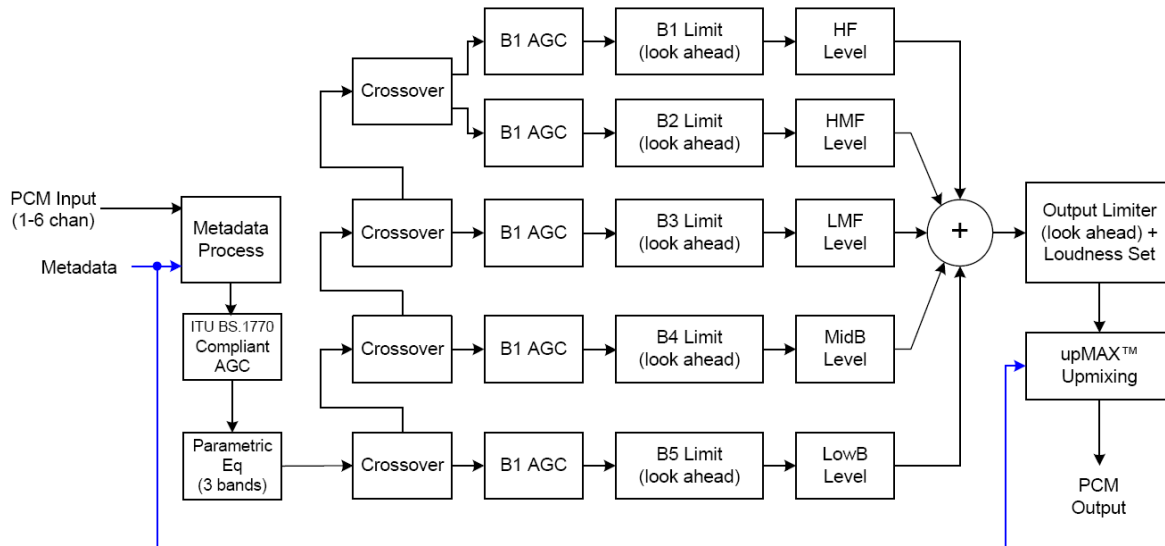 B1 AGC
B1 Limit
(look ahead)
HF
Level
Crossover
B1 AGC
B2 Limit
(look ahead)
HMF
Level
PCM Input
(1-6 chan)
Metadata
Metadata
Process
Crossover
B1 AGC
B3 Limit
(look ahead)
LMF
Level
+
Output Limiter
(look ahead) +
Loudness Set
ITU BS.1770
Compliant
AGC
Crossover
B1 AGC
B4 Limit
(look ahead)
MidB
Level
upMAX™
Upmixing
Parametric
Eq
(3 bands)
Crossover
B1 AGC
B5 Limit
(look ahead)
LowB
Level
PCM
Output